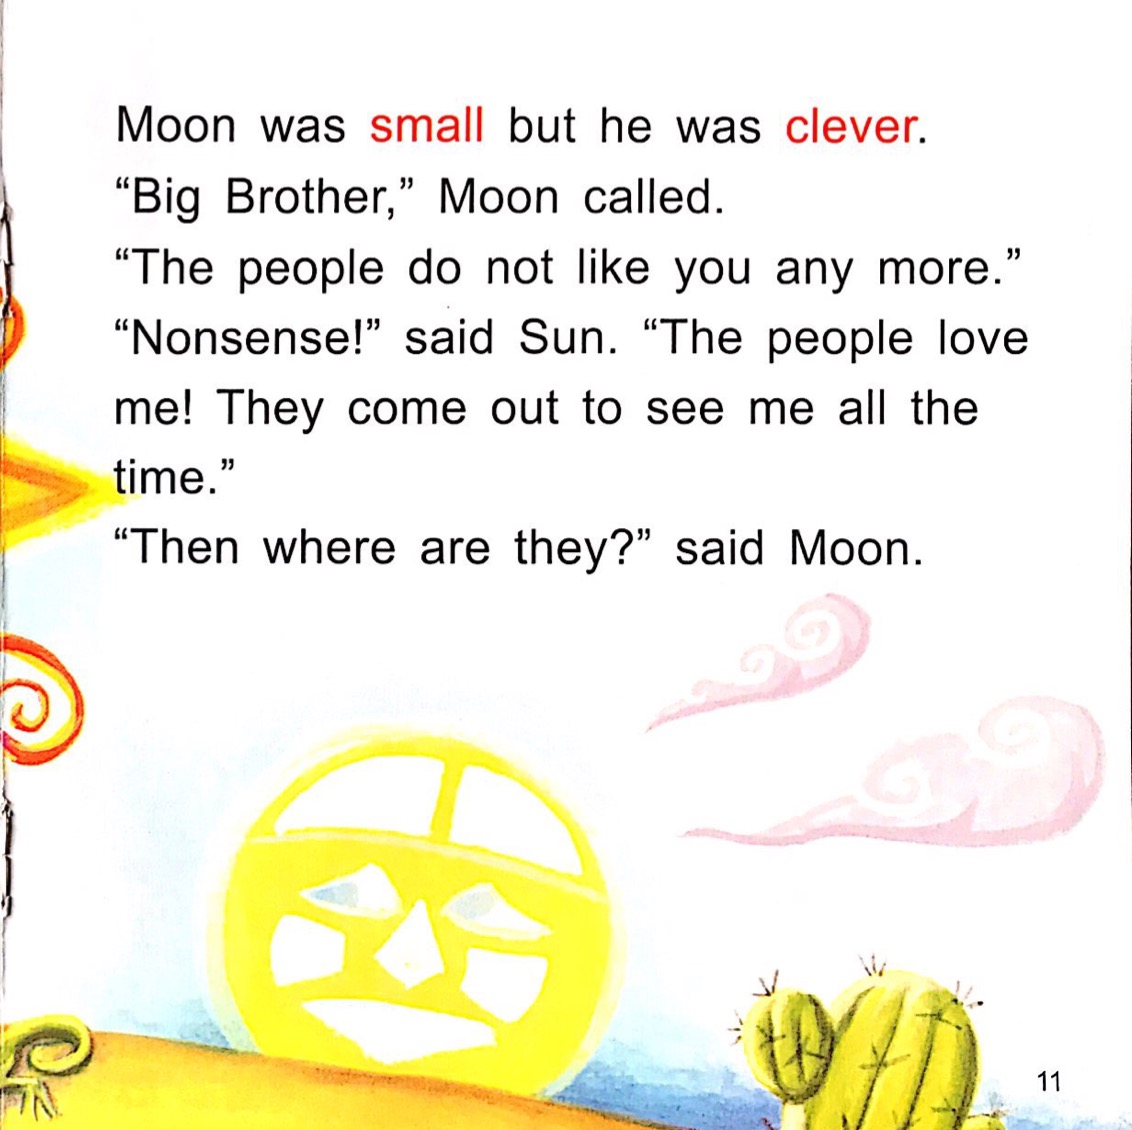 Moon was small but he was clever.
“Big Brother,” Moon called.
“The people do not like you any more.”
“Nonsense!” said Sun. “The people love
me! They come out to see me all the
time.”
“Then where are they?” said Moon.
11